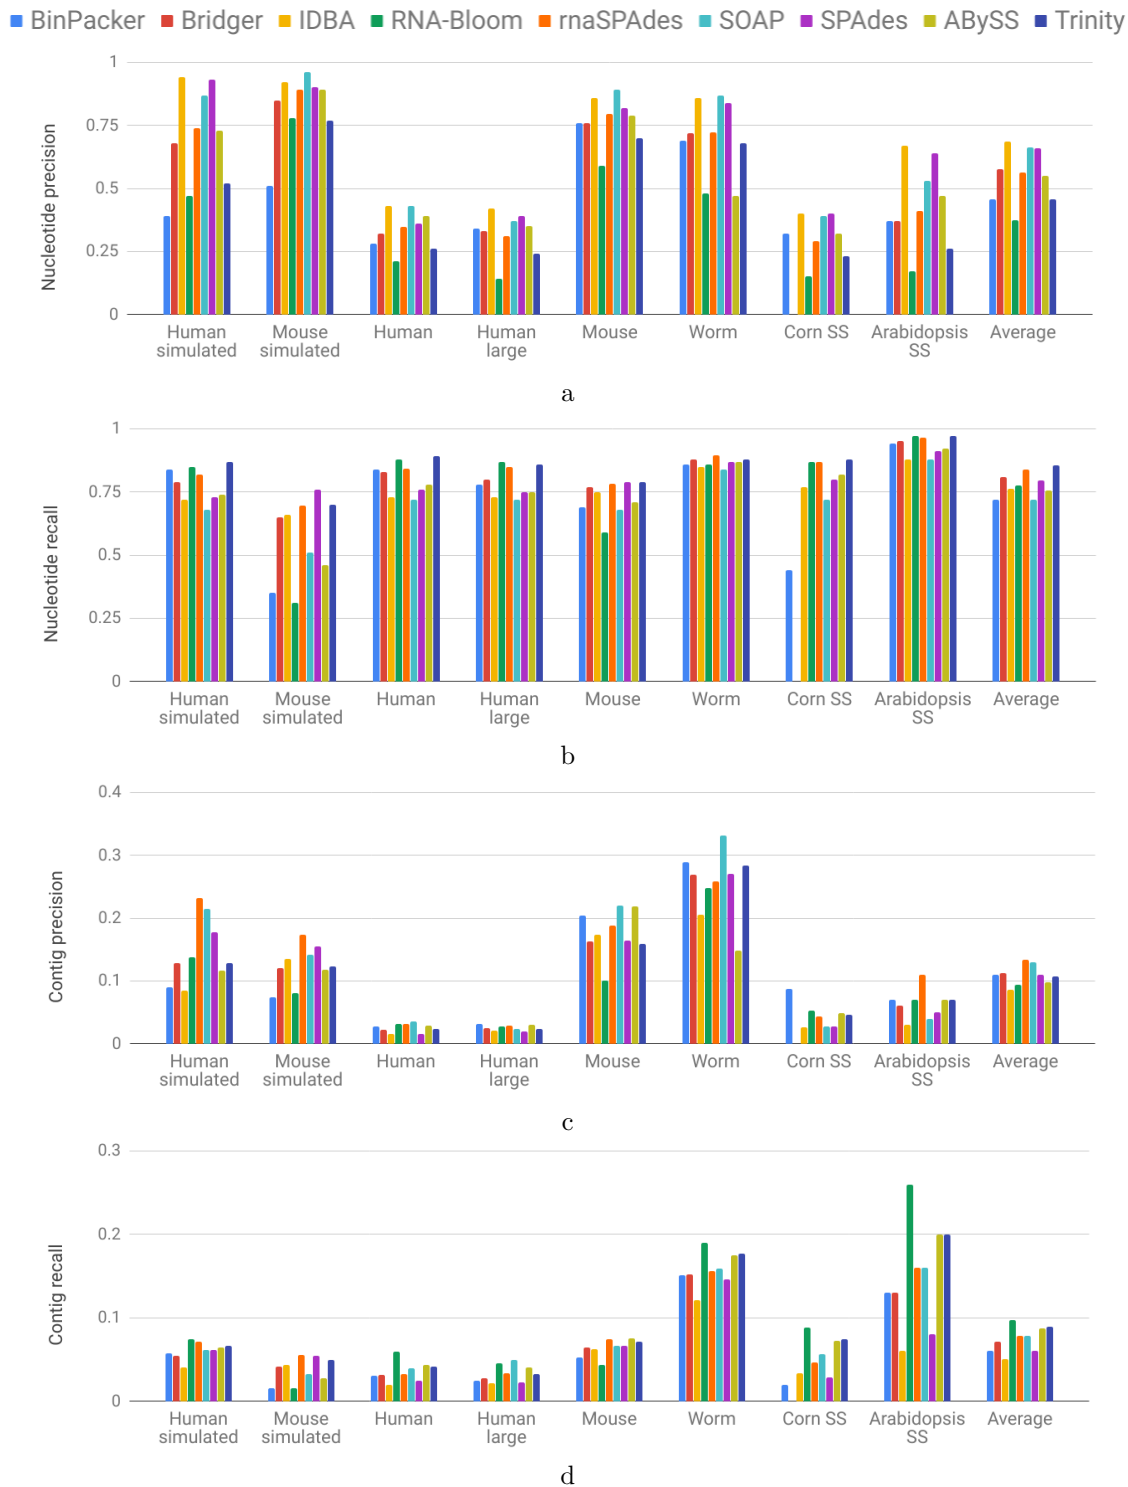 BinPacker Bridger IDBA RNA-Bloom rnaSPAdes SOAP SPAdes ABySS Trinity
Nucleotide precision
1
0.75
0.5
0.25
0
Human simulated Mouse simulated Human Human large Mouse Worm Corn SS Arabidopsis SS Average
a
Nucleotide recall
1
0.75
0.5
0.25
0
Human simulated Mouse simulated Human Human large Mouse Worm Corn SS Arabidopsis SS Average
b
Contig precision
0.4
0.3
0.2
0.1
0
Human simulated Mouse simulated Human Human large Mouse Worm Corn SS Arabidopsis SS Average
c
Contig recall
0.3
0.2
0.1
0
Human simulated Mouse simulated Human Human large Mouse Worm Corn SS Arabidopsis SS Average
d